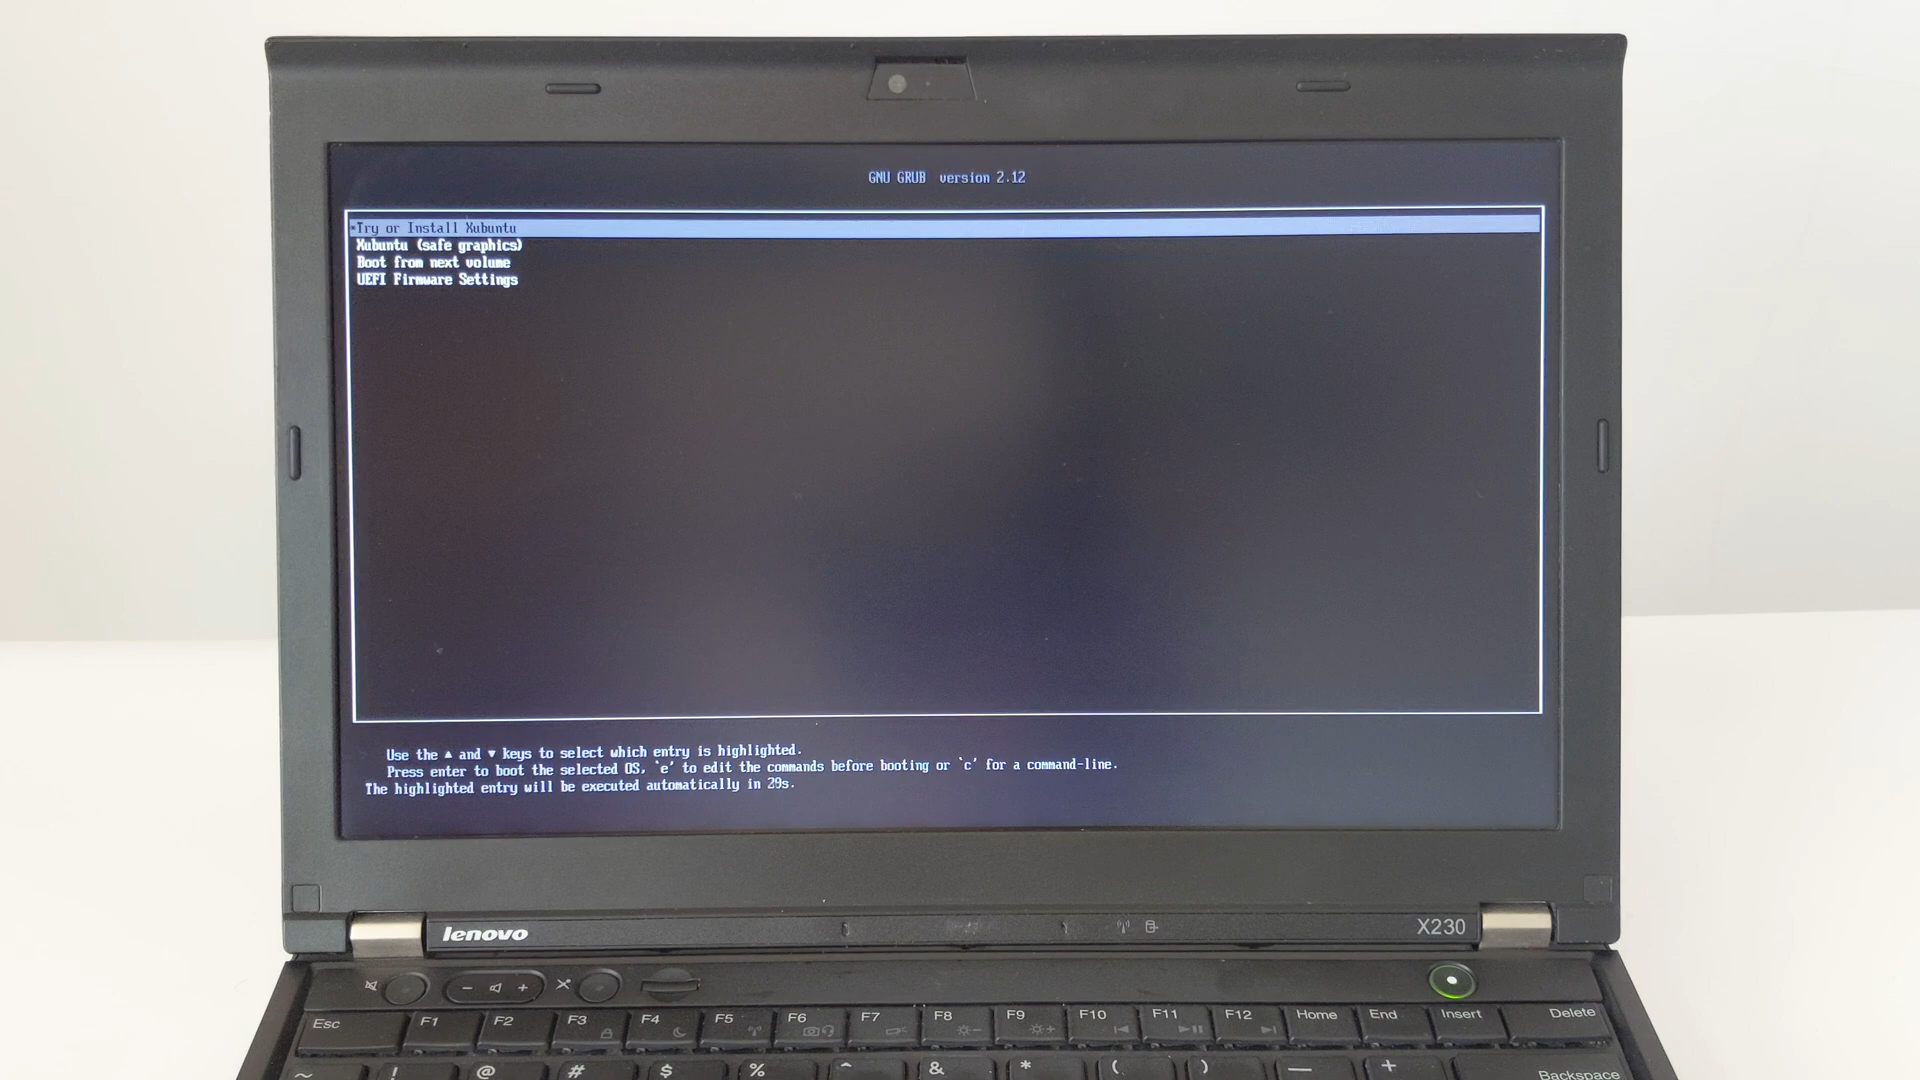 GNU GRUB version 2.12
*Try or Install Xubuntu
Xubuntu (safe graphics)
Boot from next volume
UEFI Firmware Settings
Use the ▲ and ▼ keys to select which entry is highlighted.
Press enter to boot the selected OS, `e' to edit the commands before booting or `c' for a command-line.
The highlighted entry will be executed automatically in 29s.
lenovo
X230
- +
Esc F1 F2 F3 F4 F5 F6 F7 F8 F9 F10 F11 F12 Home End Insert Delete
~ ! @ # $ % ^ & * ( ) — + Backspace